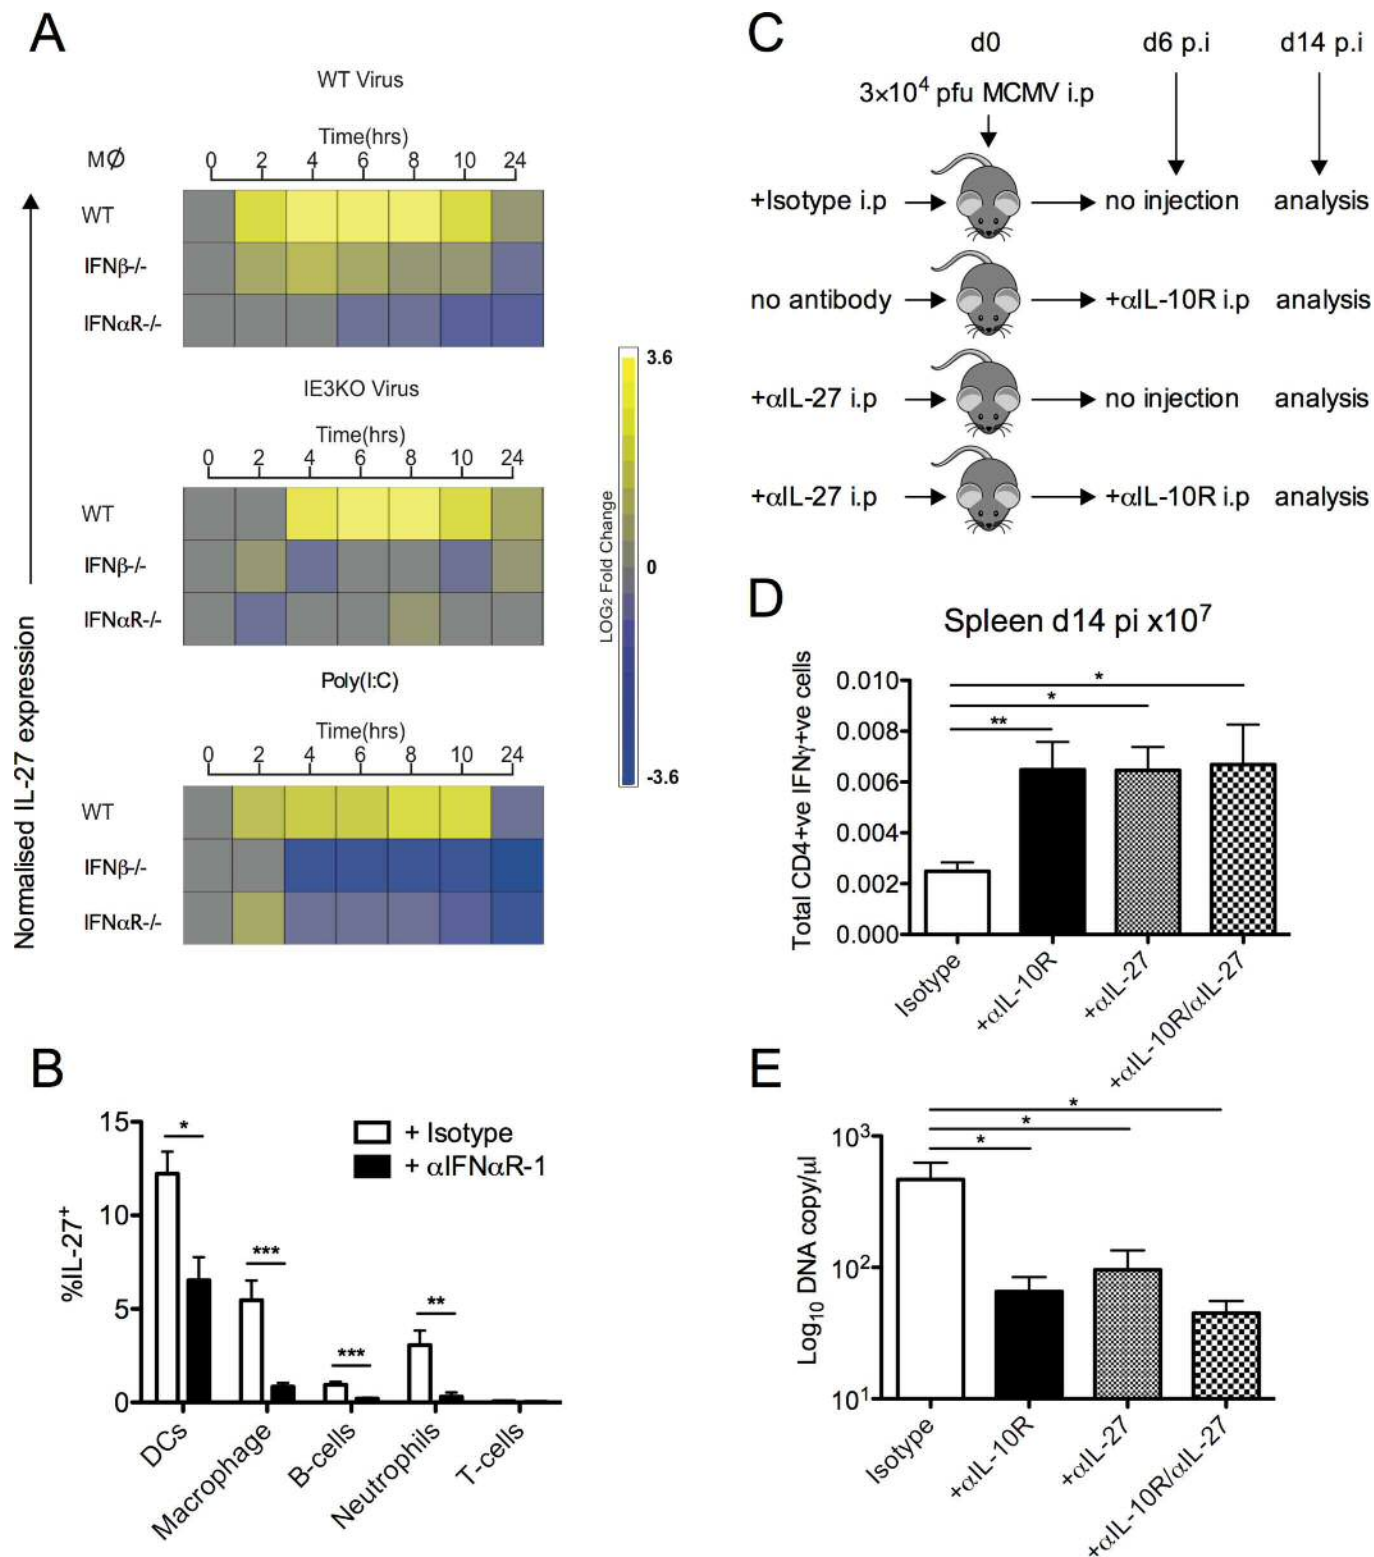 A
WT Virus
Time(hrs)
MØ
0 2 4 6 8 10 24
WT
IFNβ-/-
IFNαR-/-
IE3KO Virus
Time(hrs)
0 2 4 6 8 10 24
WT
IFNβ-/-
IFNαR-/-
Poly(I:C)
Time(hrs)
0 2 4 6 8 10 24
WT
IFNβ-/-
IFNαR-/-
Normalised IL-27 expression
3.6
0
-3.6
LOG2 Fold Change
B
15
10
5
0
%IL-27+
+ Isotype
+ αIFNαR-1
*
***
***
**
DCs
Macrophage
B-cells
Neutrophils
T-cells
C
d0 d6 p.i d14 p.i
3×10⁴ pfu MCMV i.p
+Isotype i.p no injection analysis
no antibody +αIL-10R i.p analysis
+αIL-27 i.p no injection analysis
+αIL-27 i.p +αIL-10R i.p analysis
D
Spleen d14 pi x10⁷
Total CD4+ve IFNγ+ve cells
0.010
0.008
0.006
0.004
0.002
0.000
*
*
**
Isotype
+αIL-10R
+αIL-27
+αIL-10R/αIL-27
E
Log₁₀ DNA copy/μl
10³
10²
10¹
*
*
*
Isotype
+αIL-10R
+αIL-27
+αIL-10R/αIL-27